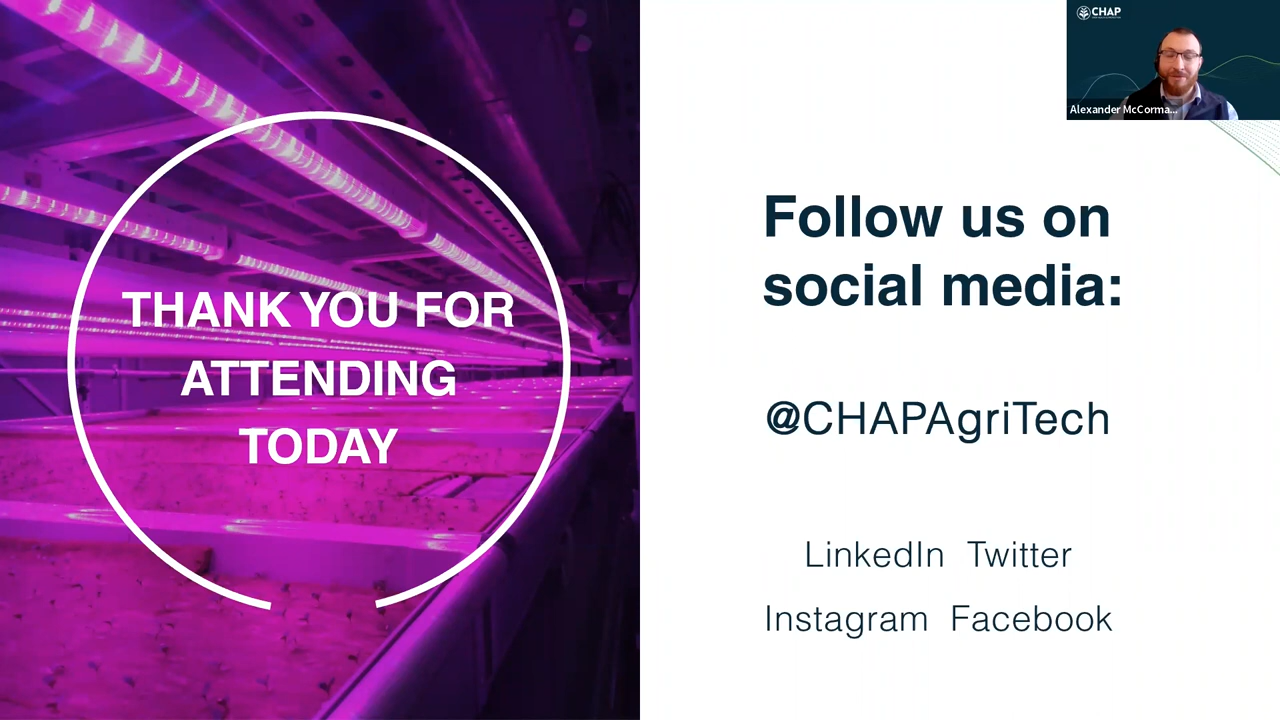 CHAP
Alexander McCorma...
THANK YOU FOR
ATTENDING
TODAY
Follow us on
social media:
@CHAPAgriTech
LinkedIn Twitter
Instagram Facebook